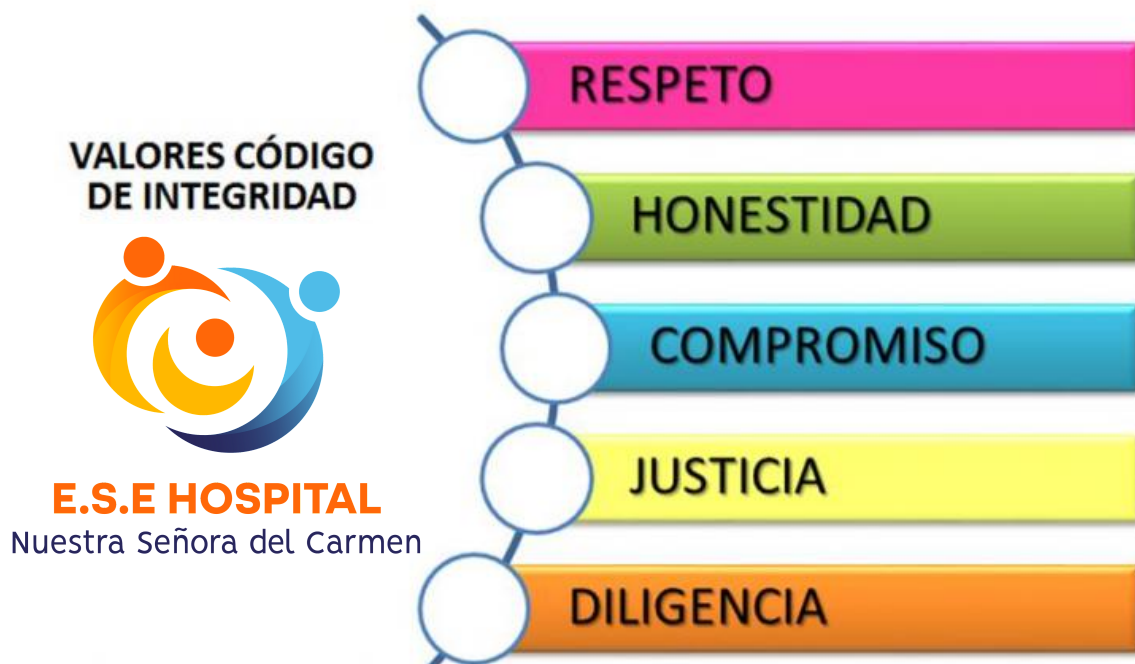 VALORES CÓDIGO
DE INTEGRIDAD
E.S.E HOSPITAL
Nuestra Señora del Carmen
RESPETO
HONESTIDAD
COMPROMISO
JUSTICIA
DILIGENCIA